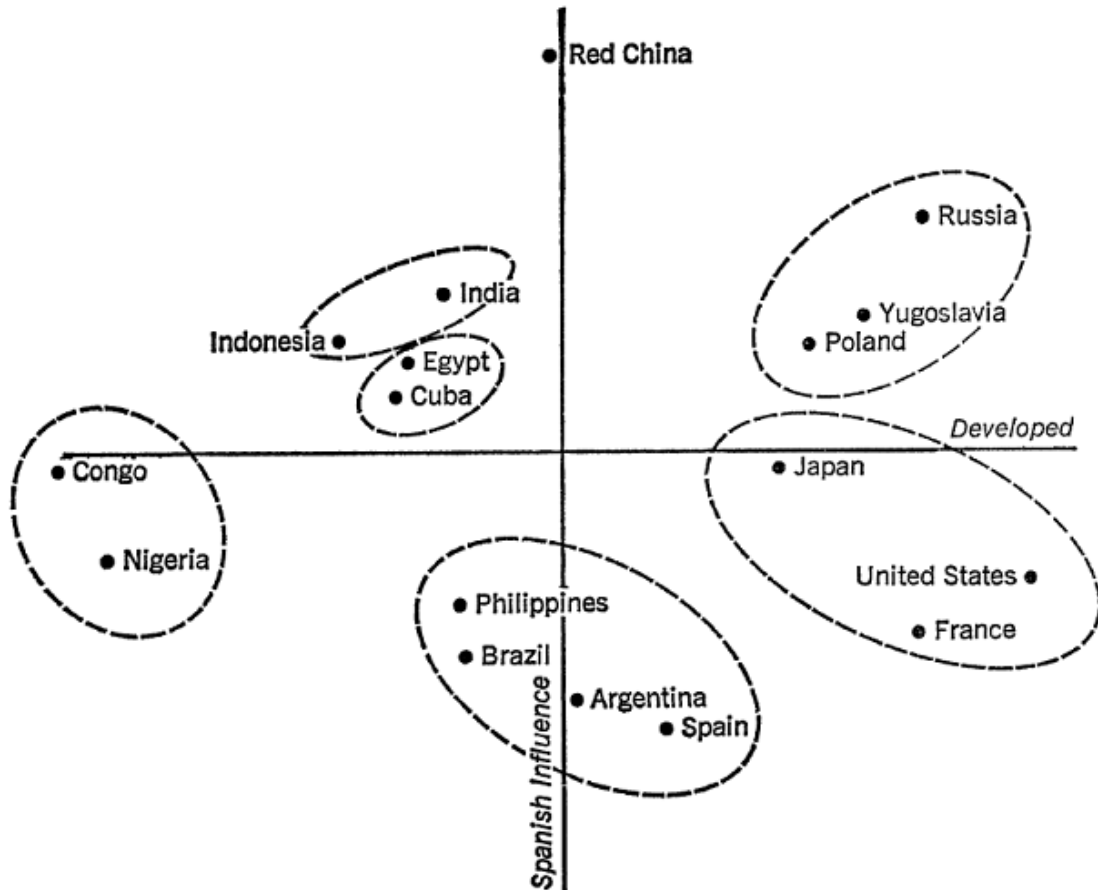 Red China
Russia
India
Yugoslavia
Indonesia
Poland
Egypt
Cuba
Developed
Congo
Japan
Nigeria
United States
Philippines
France
Brazil
Argentina
Spain
Spanish Influence